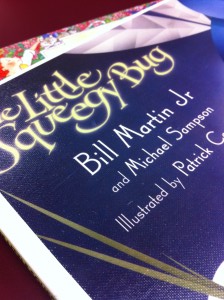 e Little
Squeegy Bug
Bill Martin Jr
and Michael Sampson
Illustrated by Patrick C